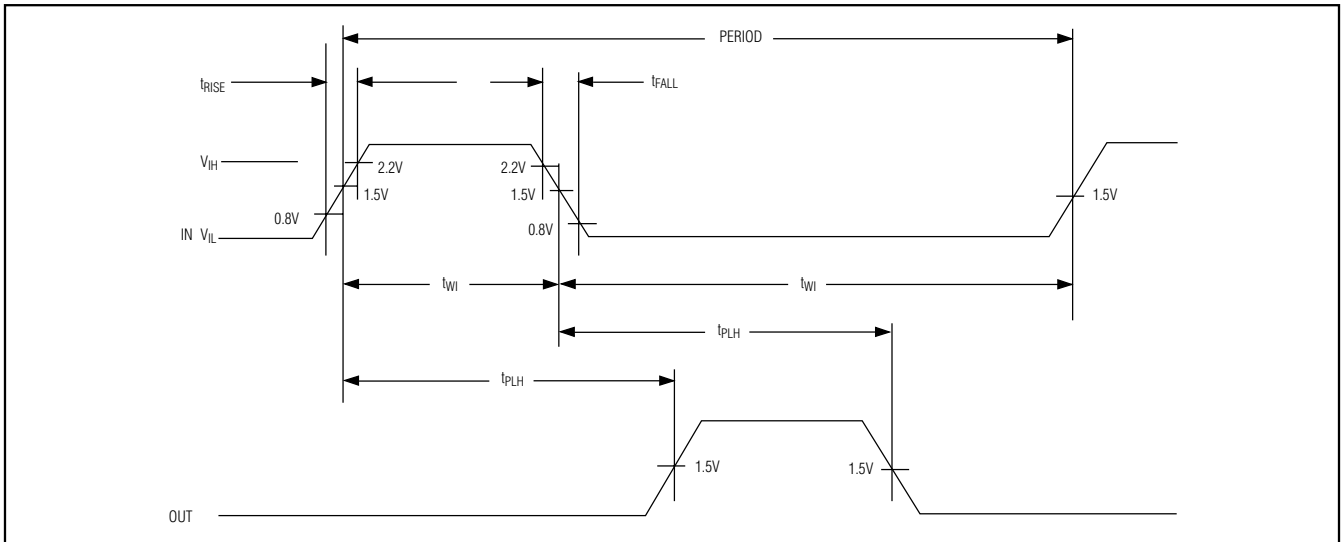 PERIOD
tRISE
tFALL
VIH
2.2V
2.2V
1.5V
1.5V
1.5V
0.8V
0.8V
IN VIL
tWI
tWI
tPLH
tPLH
1.5V
1.5V
OUT